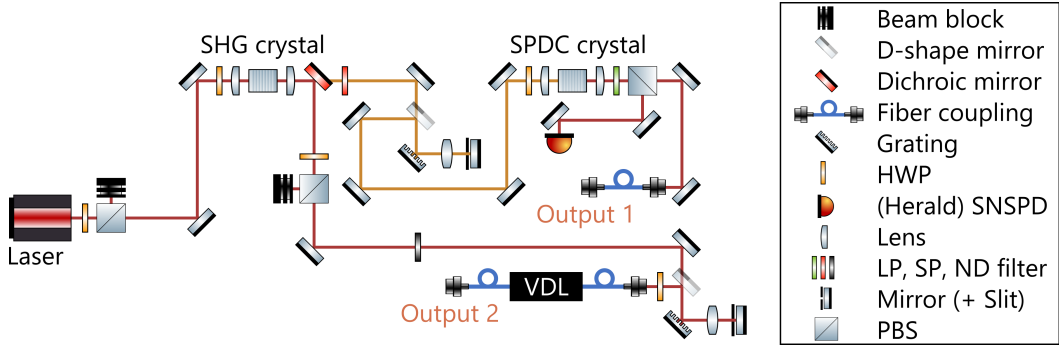 SHG crystal
SPDC crystal
Laser
Output 1
VDL
Output 2
Beam block
D-shape mirror
Dichroic mirror
Fiber coupling
Grating
HWP
(Herald) SNSPD
Lens
LP, SP, ND filter
Mirror (+ Slit)
PBS